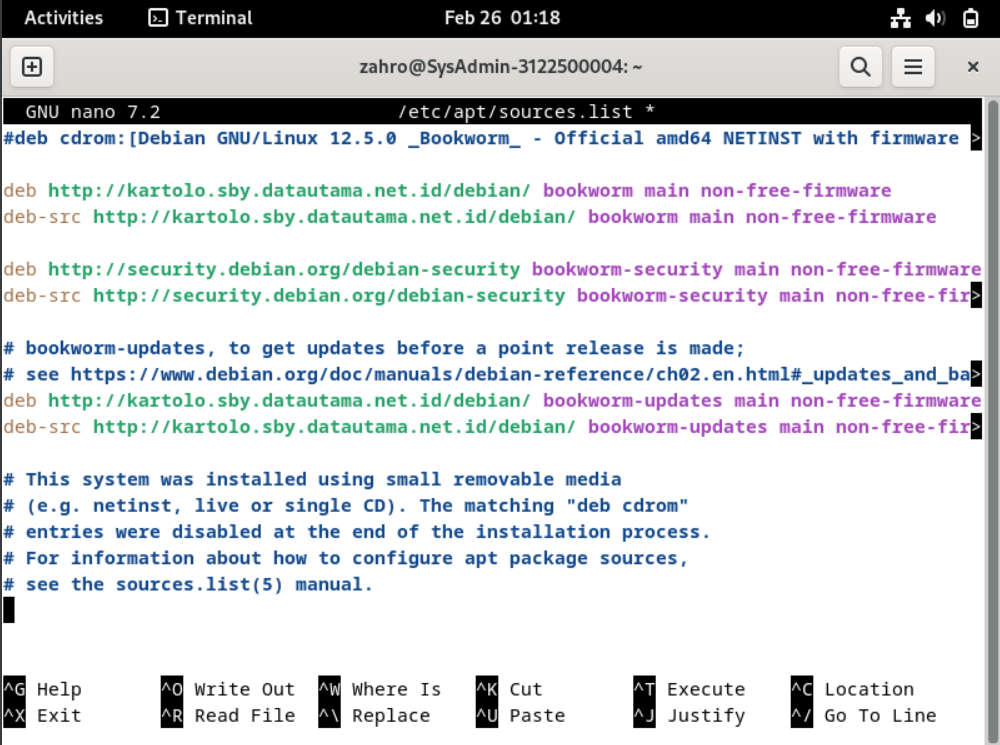 Activities Terminal Feb 26 01:18
zahro@SysAdmin-3122500004: ~
GNU nano 7.2 /etc/apt/sources.list *
#deb cdrom:[Debian GNU/Linux 12.5.0 _Bookworm_ - Official amd64 NETINST with firmware >
deb http://kartolo.sby.datautama.net.id/debian/ bookworm main non-free-firmware
deb-src http://kartolo.sby.datautama.net.id/debian/ bookworm main non-free-firmware
deb http://security.debian.org/debian-security bookworm-security main non-free-firmware
deb-src http://security.debian.org/debian-security bookworm-security main non-free-fir>
# bookworm-updates, to get updates before a point release is made;
# see https://www.debian.org/doc/manuals/debian-reference/ch02.en.html#_updates_and_ba>
deb http://kartolo.sby.datautama.net.id/debian/ bookworm-updates main non-free-firmware
deb-src http://kartolo.sby.datautama.net.id/debian/ bookworm-updates main non-free-fir>
# This system was installed using small removable media
# (e.g. netinst, live or single CD). The matching "deb cdrom"
# entries were disabled at the end of the installation process.
# For information about how to configure apt package sources,
# see the sources.list(5) manual.
^G Help ^O Write Out ^W Where Is ^K Cut ^T Execute ^C Location
^X Exit ^R Read File ^\ Replace ^U Paste ^J Justify ^/ Go To Line